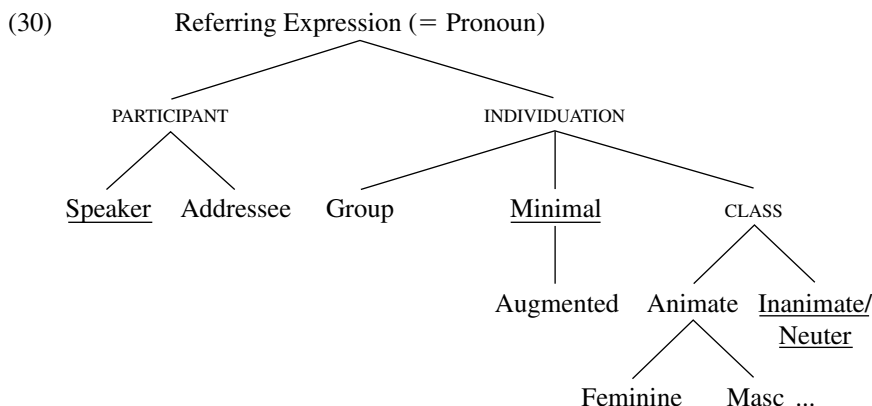 (30) Referring Expression (= Pronoun)
PARTICIPANT INDIVIDUATION
Speaker Addressee Group Minimal CLASS
Augmented Animate Inanimate/
Neuter
Feminine Masc ...